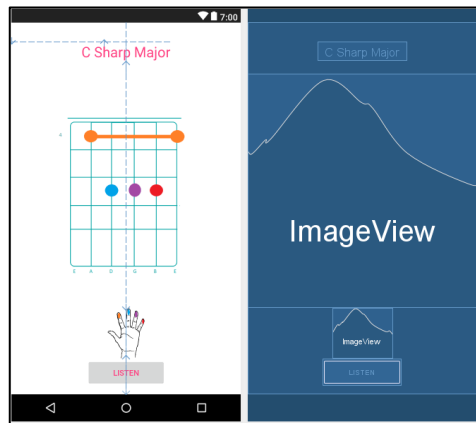 7:00
C Sharp Major
E A D G B E
LISTEN
C Sharp Major
ImageView
ImageView
LISTEN